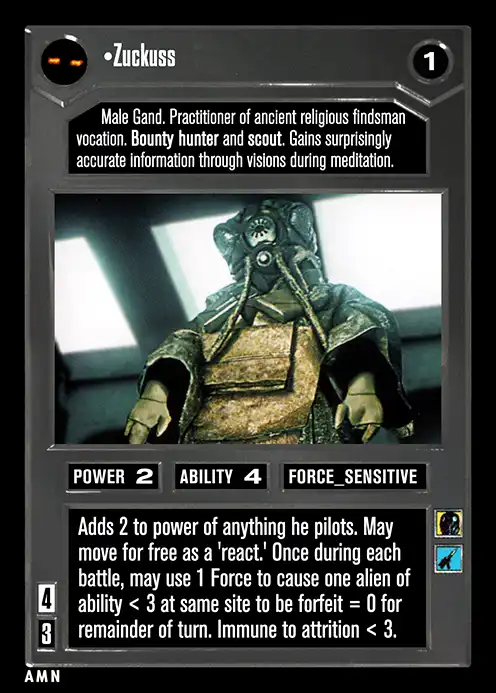 •Zuckuss
1
Male Gand. Practitioner of ancient religious findsman
vocation. Bounty hunter and scout. Gains surprisingly
accurate information through visions during meditation.
POWER 2 ABILITY 4 FORCE_SENSITIVE
Adds 2 to power of anything he pilots. May
move for free as a 'react.' Once during each
battle, may use 1 Force to cause one alien of
ability < 3 at same site to be forfeit = 0 for
remainder of turn. Immune to attrition < 3.
4
3
AMN